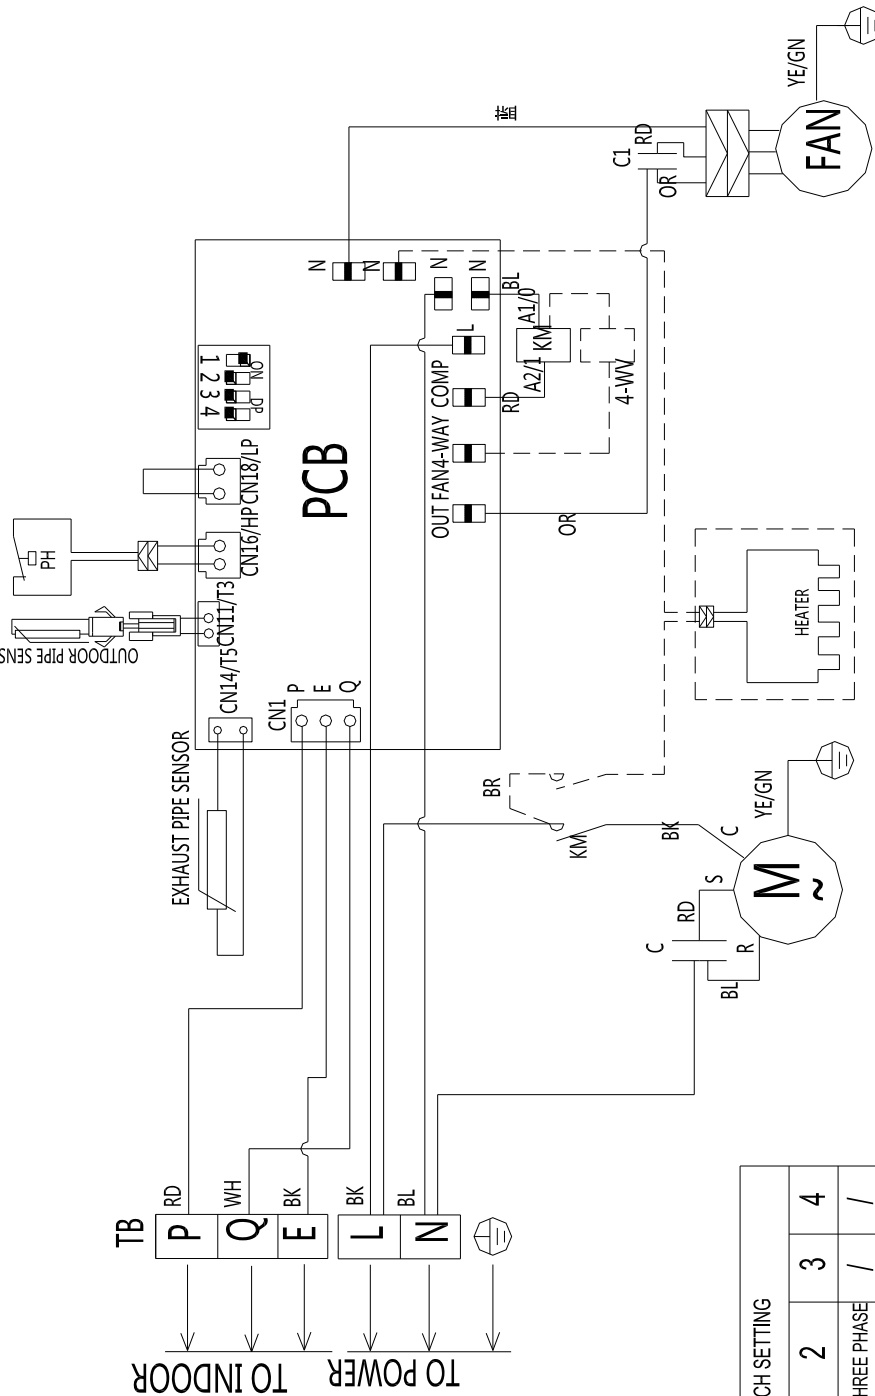 YE/GN
FAN
蓝
RD
C1
OR
N
N
N
N
BL
A1/0
L
KM
A2/1
4-WV
COMP
RD
4-WAY
OUT FAN
OR
1 2 3 4
ON DP
PCB
CN18/LP
CN16/HP
PH
CN11/T3
OUTDOOR PIPE SENS
CN14/T5
CN1
P
E
Q
EXHAUST PIPE SENSOR
HEATER
BR
KM
BK
C
YE/GN
S
M
~
RD
C
R
BL
TB
RD
WH
BK
BK
BL
P
Q
E
L
N
TO INDOOR
TO POWER
CH SETTING
2 3 4
HREE PHASE / /